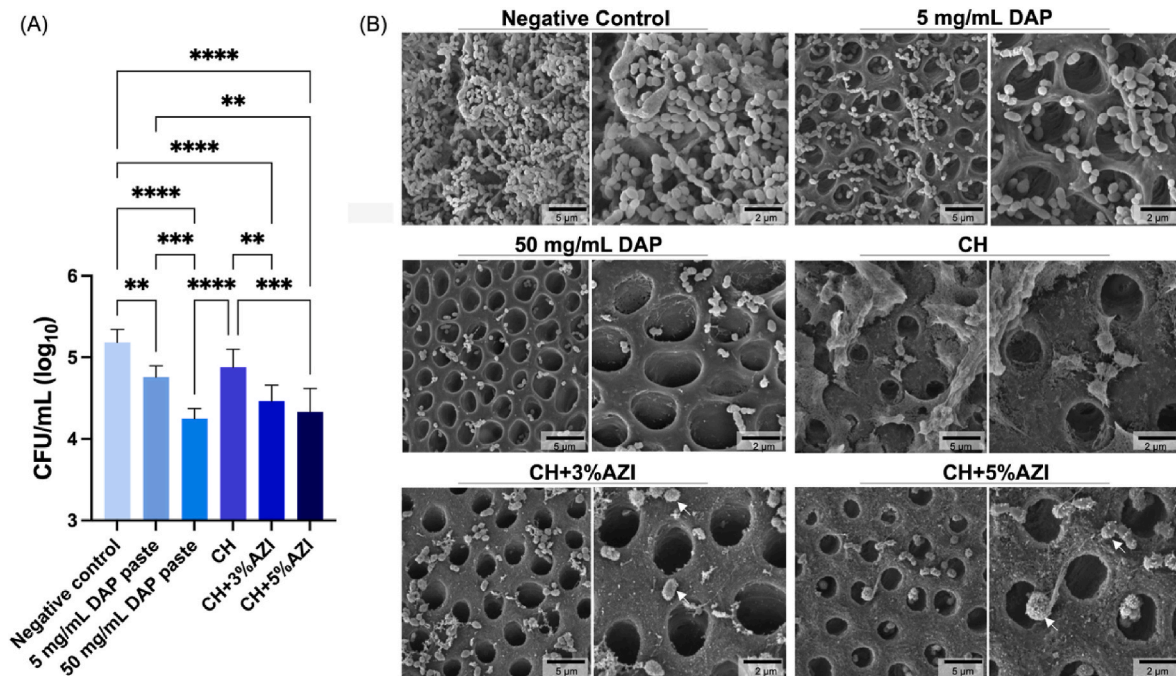 (A)
****
**
****
****
***
**
**
****
***
CFU/mL (log10)
6
5
4
3
Negative control
5 mg/mL DAP paste
50 mg/mL DAP paste
CH
CH+3%AZI
CH+5%AZI
(B)
Negative Control
5 μm
2 μm
5 mg/mL DAP
5 μm
2 μm
50 mg/mL DAP
5 μm
2 μm
CH
5 μm
2 μm
CH+3%AZI
5 μm
2 μm
CH+5%AZI
5 μm
2 μm